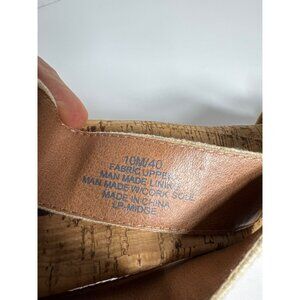 10M/40
FABRIC UPPER
MAN MADE LINING
MAN MADE W/CORK SOLE
MADE IN CHINA
LP-MIDGE